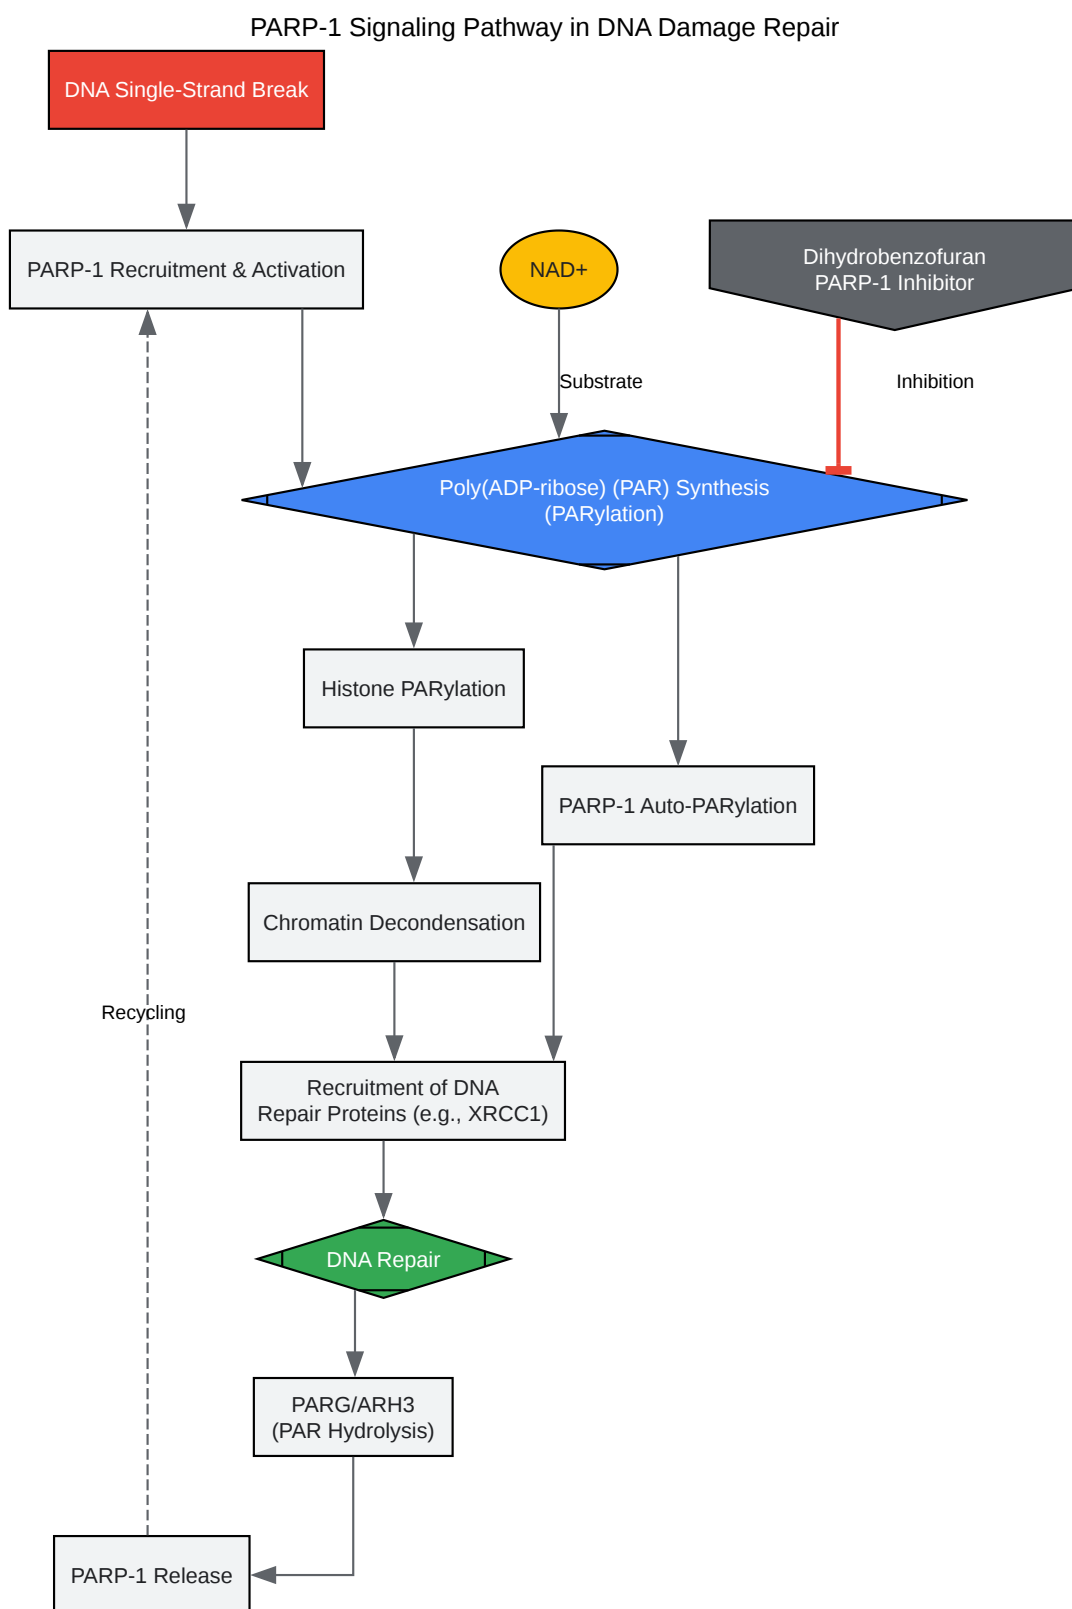 PARP-1 Signaling Pathway in DNA Damage Repair
DNA Single-Strand Break
PARP-1 Recruitment & Activation
NAD+
Dihydrobenzofuran
PARP-1 Inhibitor
Substrate
Inhibition
Poly(ADP-ribose) (PAR) Synthesis
(PARylation)
Histone PARylation
PARP-1 Auto-PARylation
Chromatin Decondensation
Recycling
Recruitment of DNA
Repair Proteins (e.g., XRCC1)
DNA Repair
PARG/ARH3
(PAR Hydrolysis)
PARP-1 Release